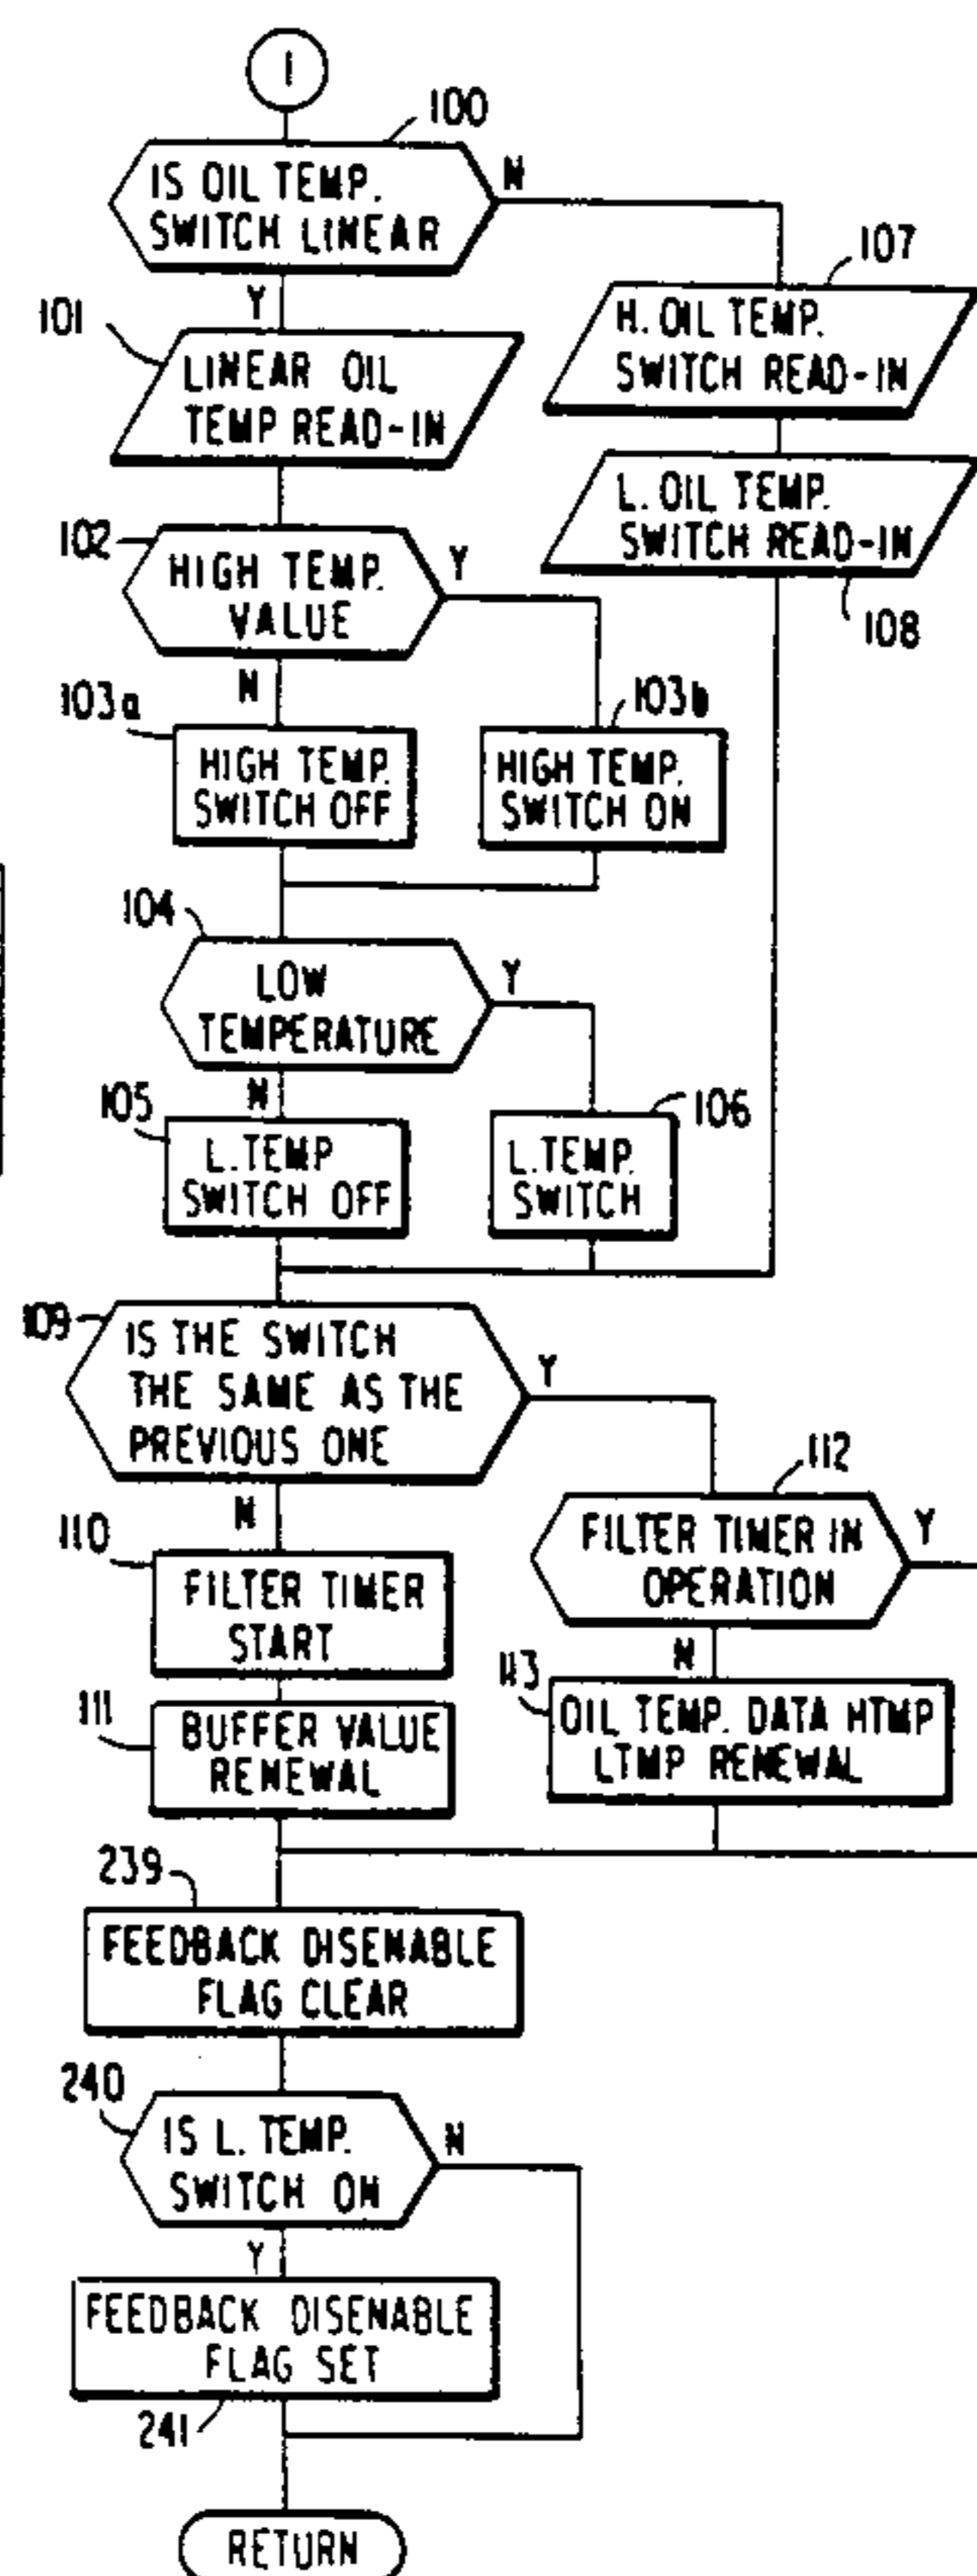 1
100
IS OIL TEMP.
SWITCH LINEAR
N
Y
107
H. OIL TEMP.
SWITCH READ-IN
101
LINEAR OIL
TEMP READ-IN
L. OIL TEMP.
SWITCH READ-IN
108
102
HIGH TEMP.
VALUE
Y
N
103a
HIGH TEMP.
SWITCH OFF
103b
HIGH TEMP.
SWITCH ON
104
LOW
TEMPERATURE
Y
N
105
L. TEMP
SWITCH OFF
106
L. TEMP.
SWITCH
109
IS THE SWITCH
THE SAME AS THE
PREVIOUS ONE
Y
N
112
FILTER TIMER IN
OPERATION
Y
N
110
FILTER TIMER
START
111
BUFFER VALUE
RENEWAL
113
OIL TEMP. DATA HTMP
LTMP RENEWAL
239
FEEDBACK DISENABLE
FLAG CLEAR
240
IS L. TEMP.
SWITCH ON
N
Y
FEEDBACK DISENABLE
FLAG SET
241
RETURN